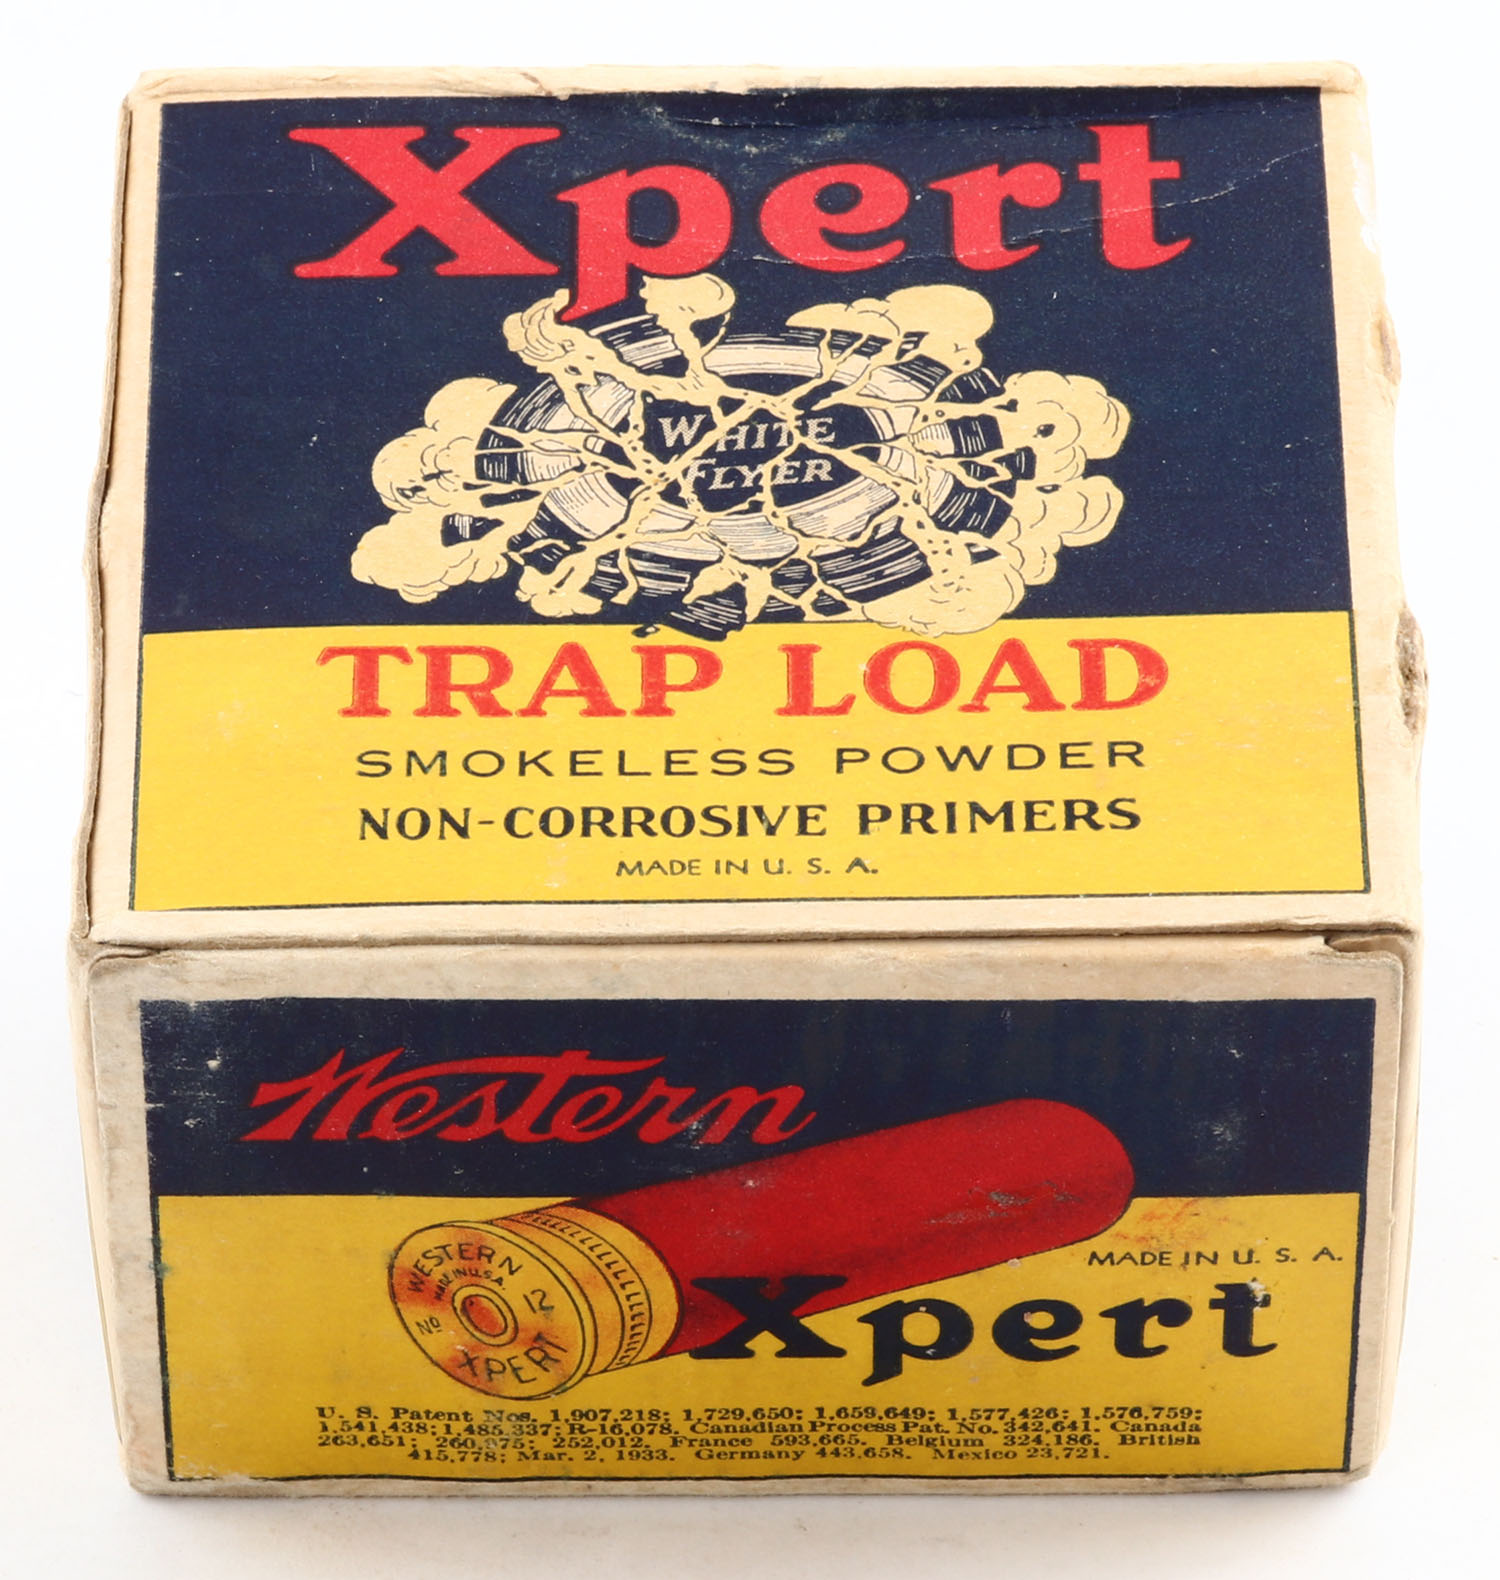 Xpert
WHITE
FLYER
TRAP LOAD
SMOKELESS POWDER
NON-CORROSIVE PRIMERS
MADE IN U. S. A.
Western
WESTERN
MADE IN U.S.A.
No 12
XPERT
MADE IN U. S. A.
Xpert
U. S. Patent Nos. 1,907,218; 1,729,650; 1,659,649; 1,577,426; 1,576,759;
1,541,438; 1,485,337; R-16,078. Canadian Process Pat. No. 342,641. Canada
263,651; 260,975; 252,012. France 593,665. Belgium 324,186. British
415,778; Mar. 2, 1933. Germany 443,658. Mexico 23,721.